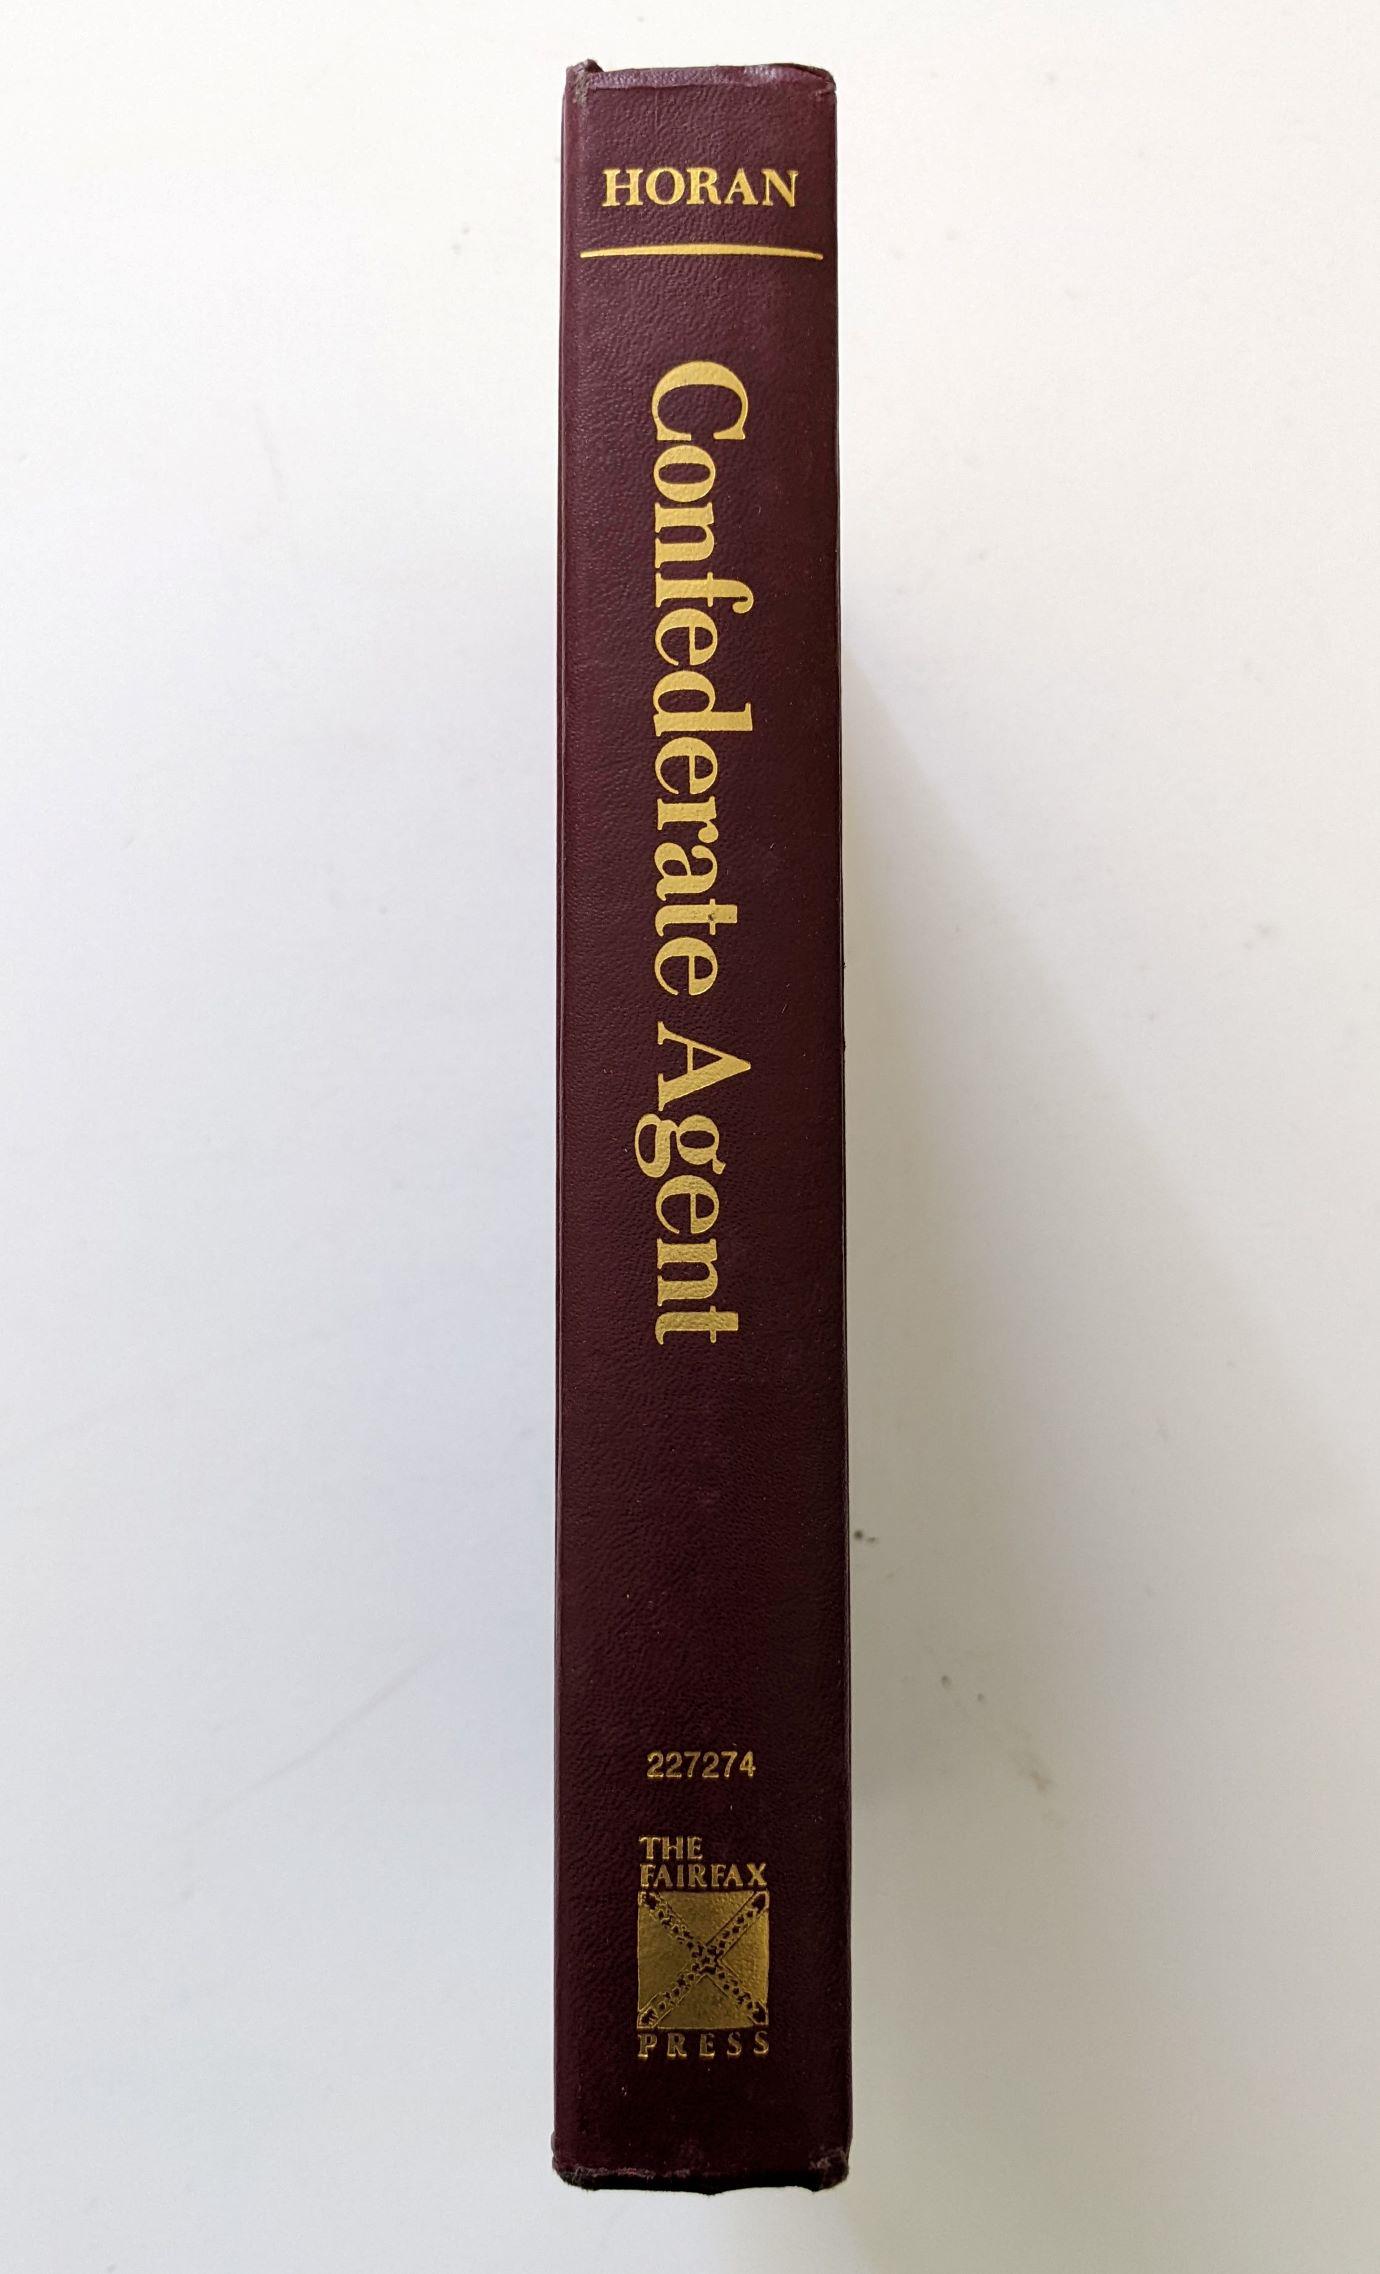 HORAN
Confederate Agent
227274
THE
FAIRFAX
PRESS